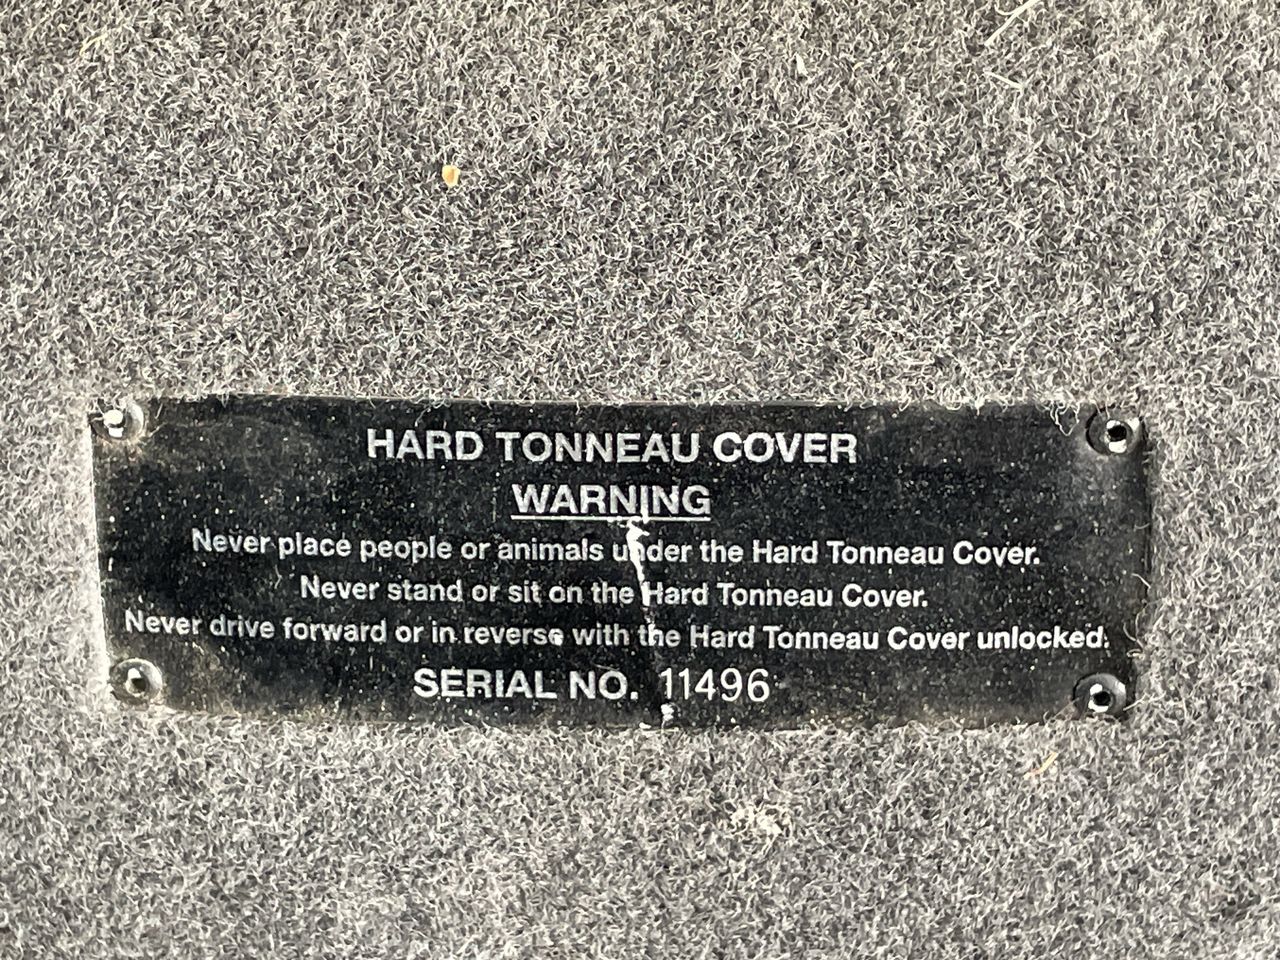 HARD TONNEAU COVER
WARNING
Never place people or animals under the Hard Tonneau Cover.
Never stand or sit on the Hard Tonneau Cover.
Never drive forward or in reverse with the Hard Tonneau Cover unlocked.
SERIAL NO. 11496